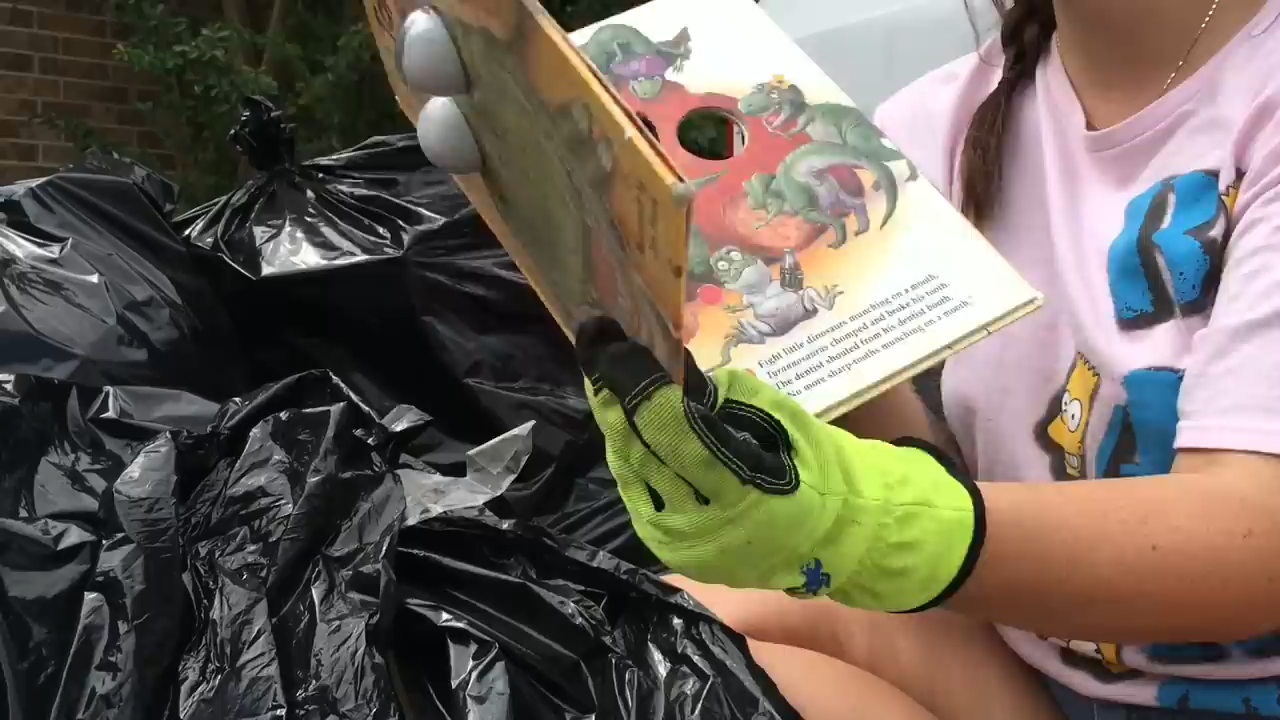 Eight little dinosaurs munching on a mouth,
Tyrannosaurus chomped and broke his tooth.
The dentist shouted from his dentist booth,
"No more sharp-tooths munching on a mouth."